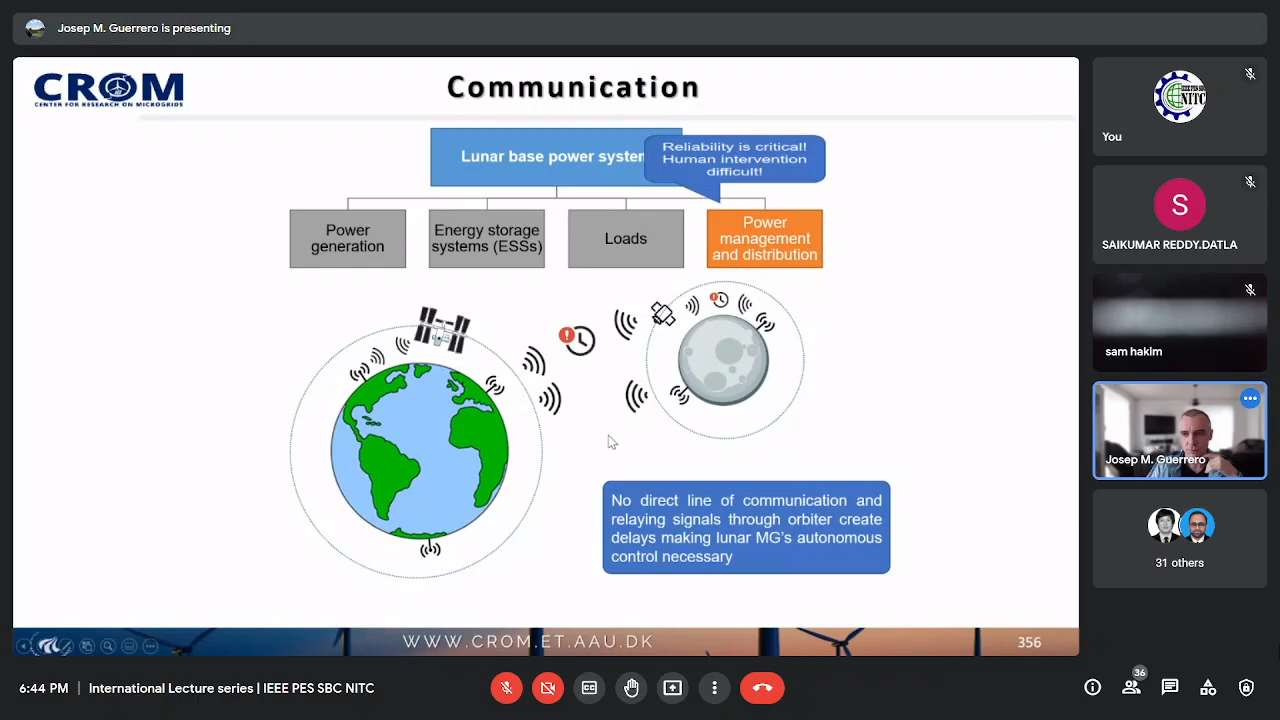 Josep M. Guerrero is presenting
CROM
CENTER FOR RESEARCH ON MICROGRIDS
Communication
Lunar base power system
Reliability is critical!
Human intervention
difficult!
Power
generation
Energy storage
systems (ESSs)
Loads
Power
management
and distribution
No direct line of communication and
relaying signals through orbiter create
delays making lunar MG's autonomous
control necessary
WWW.CROM.ET.AAU.DK
356
NITC
You
S
SAIKUMAR REDDY.DATLA
sam hakim
Josep M. Guerrero
31 others
6:44 PM | International Lecture series | IEEE PES SBC NITC
36